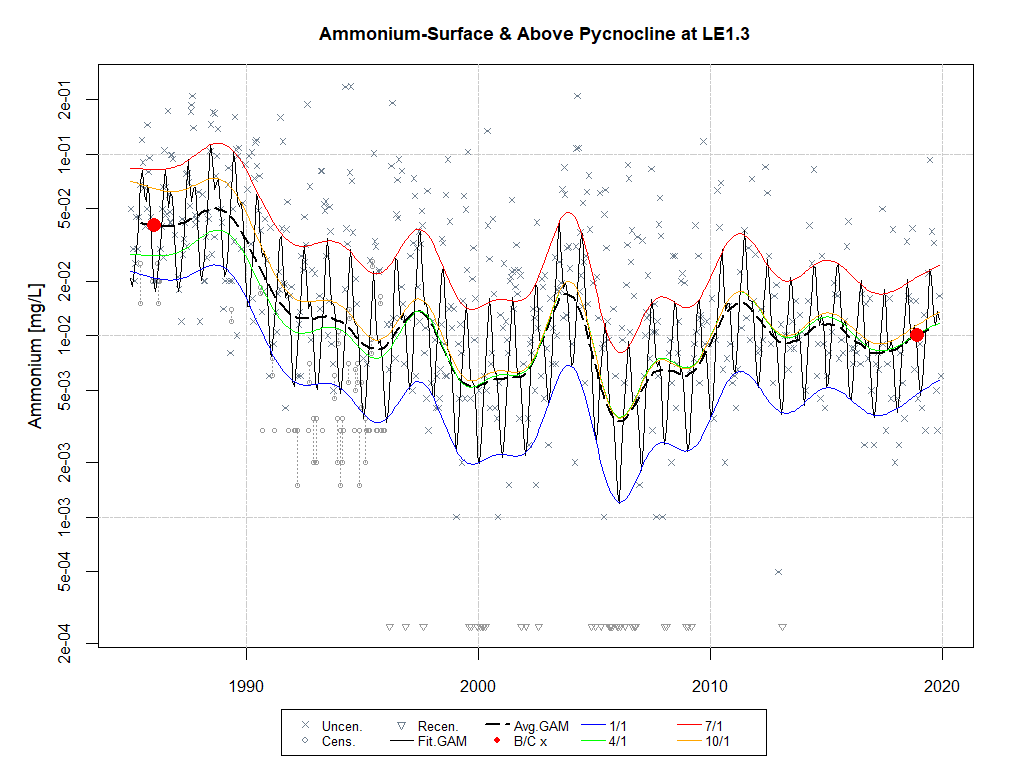 Ammonium-Surface & Above Pycnocline at LE1.3
Ammonium [mg/L]
2e-01
1e-01
5e-02
2e-02
1e-02
5e-03
2e-03
1e-03
5e-04
2e-04
1990 2000 2010 2020
Uncen. Recen. Avg.GAM 1/1 7/1
Cens. Fit.GAM B/C x 4/1 10/1